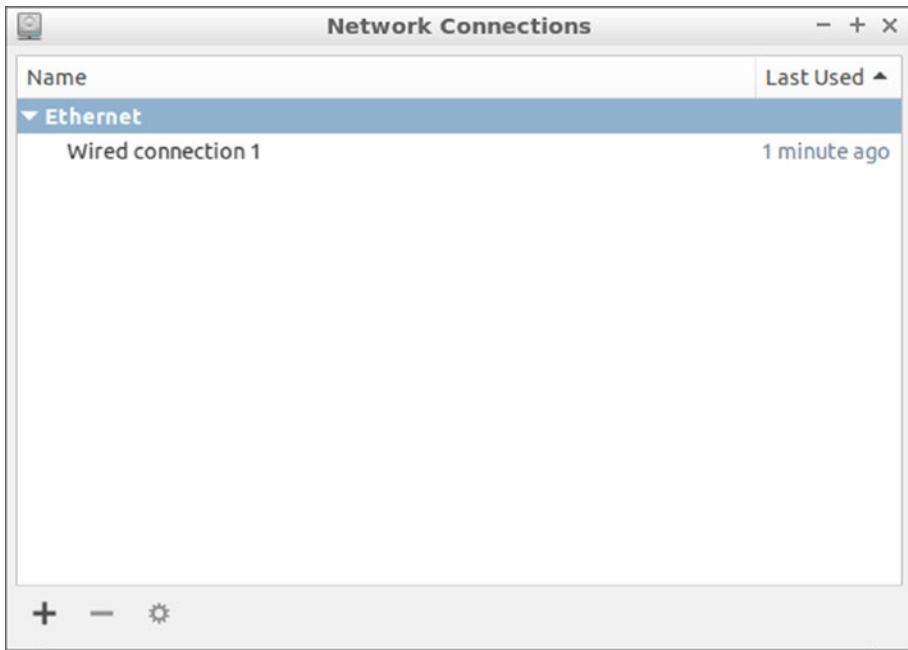 Network Connections
Name Last Used
Ethernet
Wired connection 1 1 minute ago